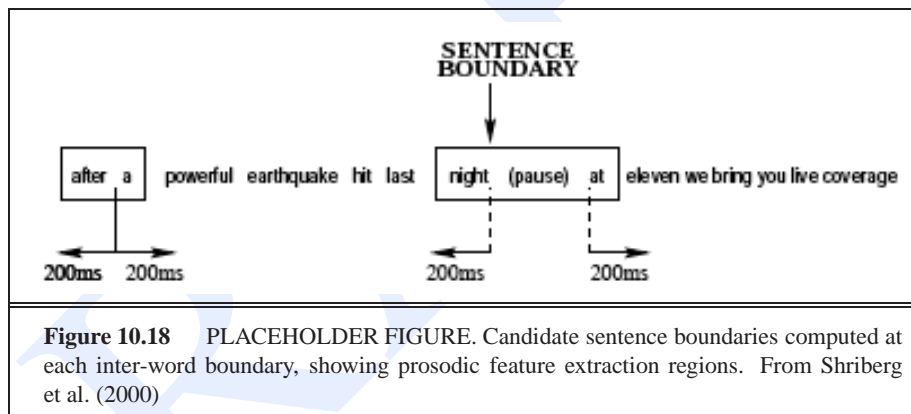 SENTENCE
BOUNDARY
after a powerful earthquake hit last night (pause) at eleven we bring you live coverage
200ms 200ms 200ms 200ms
Figure 10.18 PLACEHOLDER FIGURE. Candidate sentence boundaries computed at
each inter-word boundary, showing prosodic feature extraction regions. From Shriberg
et al. (2000)